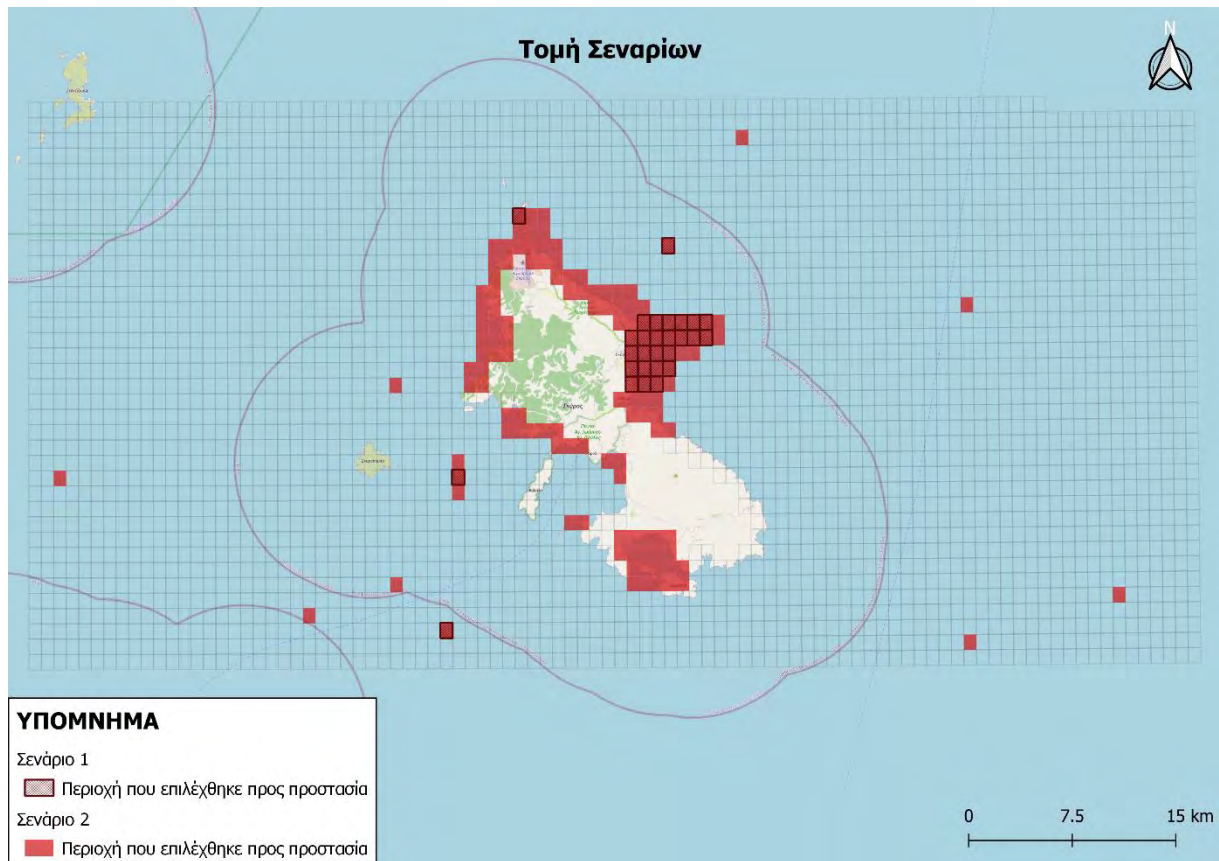 Τομή Σεναρίων
N
Σκύρος
ΥΠΟΜΝΗΜΑ
Σενάριο 1
Περιοχή που επιλέχθηκε προς προστασία
Σενάριο 2
Περιοχή που επιλέχθηκε προς προστασία
0 7.5 15 km